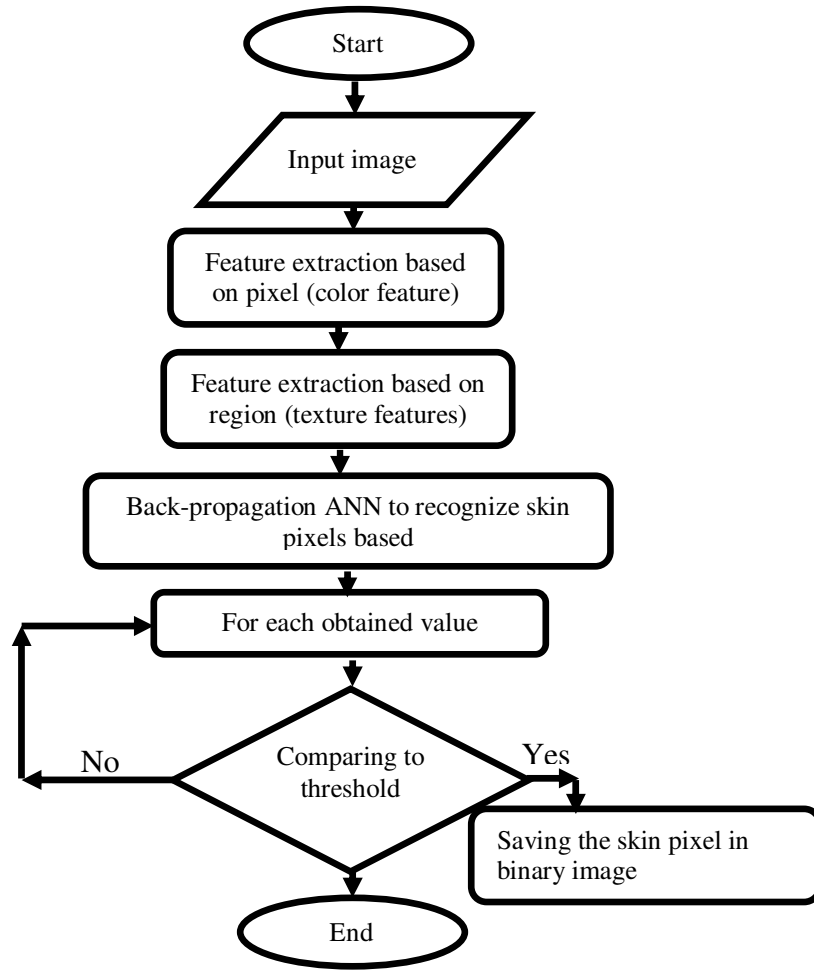 Start
Input image
Feature extraction based
on pixel (color feature)
Feature extraction based on
region (texture features)
Back-propagation ANN to recognize skin
pixels based
For each obtained value
Comparing to
threshold
No
Yes
Saving the skin pixel in
binary image
End